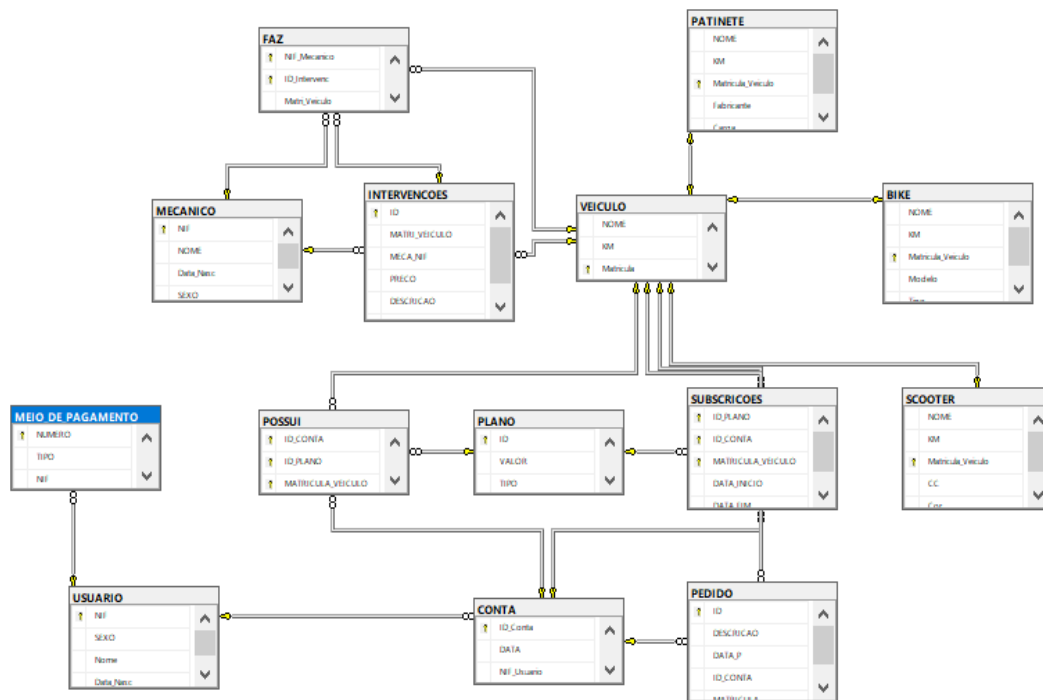 FAZ
NIF_Mecanico
ID_Intervenc
Matri_Veiculo
PATINETE
NOME
KM
Matricula_Veiculo
Fabricante
MECANICO
NIF
NOME
Data_Nasc
SEXO
INTERVENCOES
ID
MATRI_VEICULO
MECA_NIF
PRECO
DESCRICAO
VEICULO
NOME
KM
Matricula
BIKE
NOME
KM
Matricula_Veiculo
Modelo
MEIO DE PAGAMENTO
NUMERO
TIPO
NIF
POSSUI
ID_CONTA
ID_PLANO
MATRICULA_VEICULO
PLANO
ID
VALOR
TIPO
SUBSCRICOES
ID_PLANO
ID_CONTA
MATRICULA_VEICULO
DATA_INICIO
DATA_FIM
SCOOTER
NOME
KM
Matricula_Veiculo
CC
Cor
USUARIO
NIF
SEXO
Nome
Data_Nasc
CONTA
ID_Conta
DATA
NIF_Usuario
PEDIDO
ID
DESCRICAO
DATA_P
ID_CONTA
MATRICULA